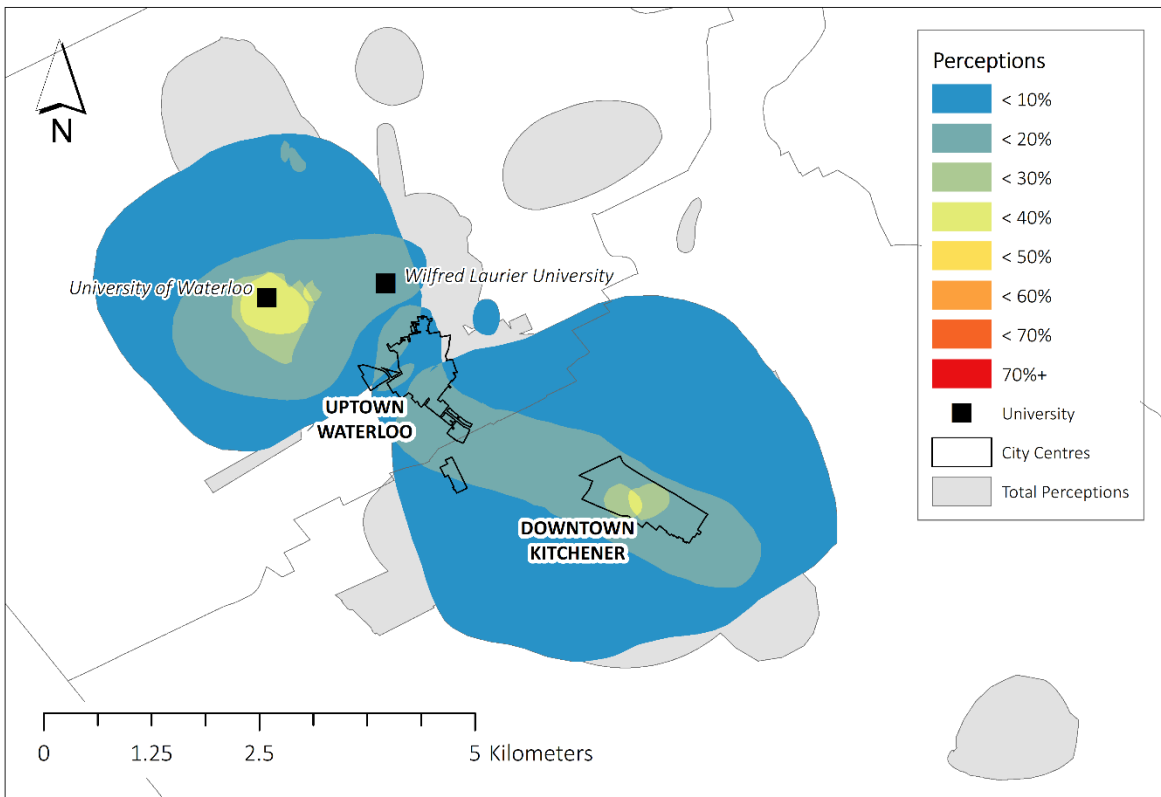 N
University of Waterloo
Wilfred Laurier University
UPTOWN
WATERLOO
DOWNTOWN
KITCHENER
0 1.25 2.5 5 Kilometers
Perceptions
< 10%
< 20%
< 30%
< 40%
< 50%
< 60%
< 70%
70%+
University
City Centres
Total Perceptions